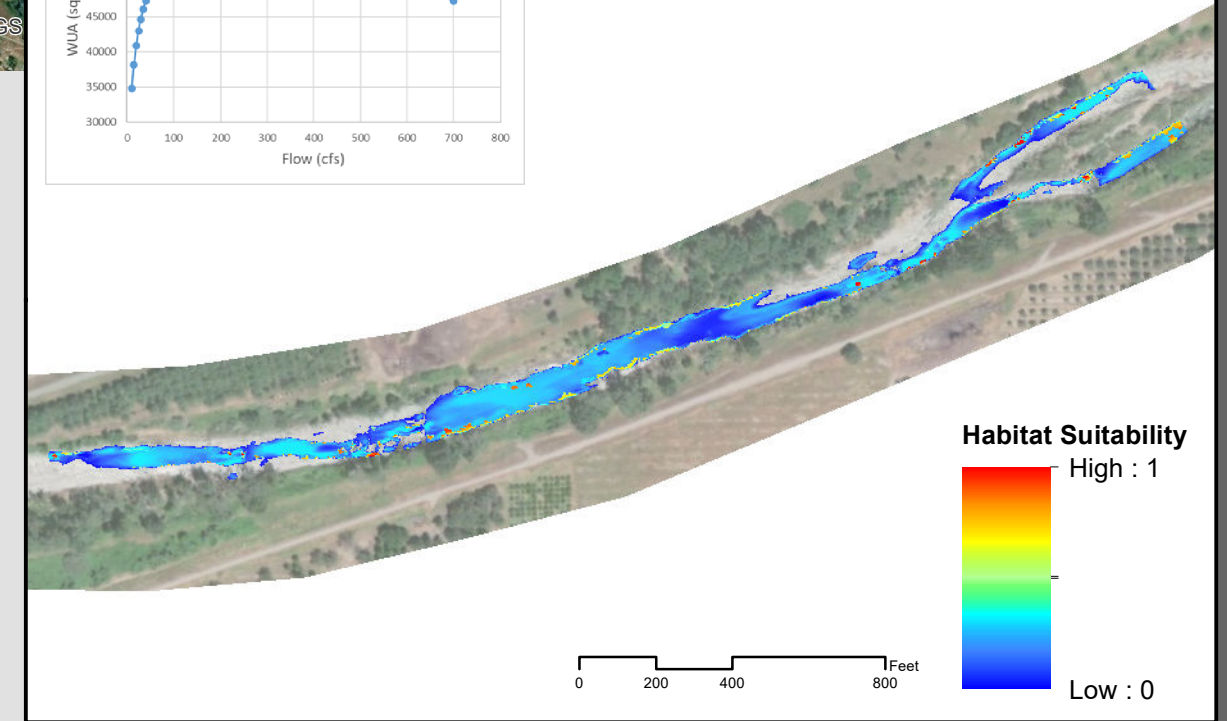 GS
WUA (sq
45000
40000
35000
30000
0 100 200 300 400 500 600 700 800
Flow (cfs)
Habitat Suitability
High : 1
Low : 0
Feet
0 200 400 800